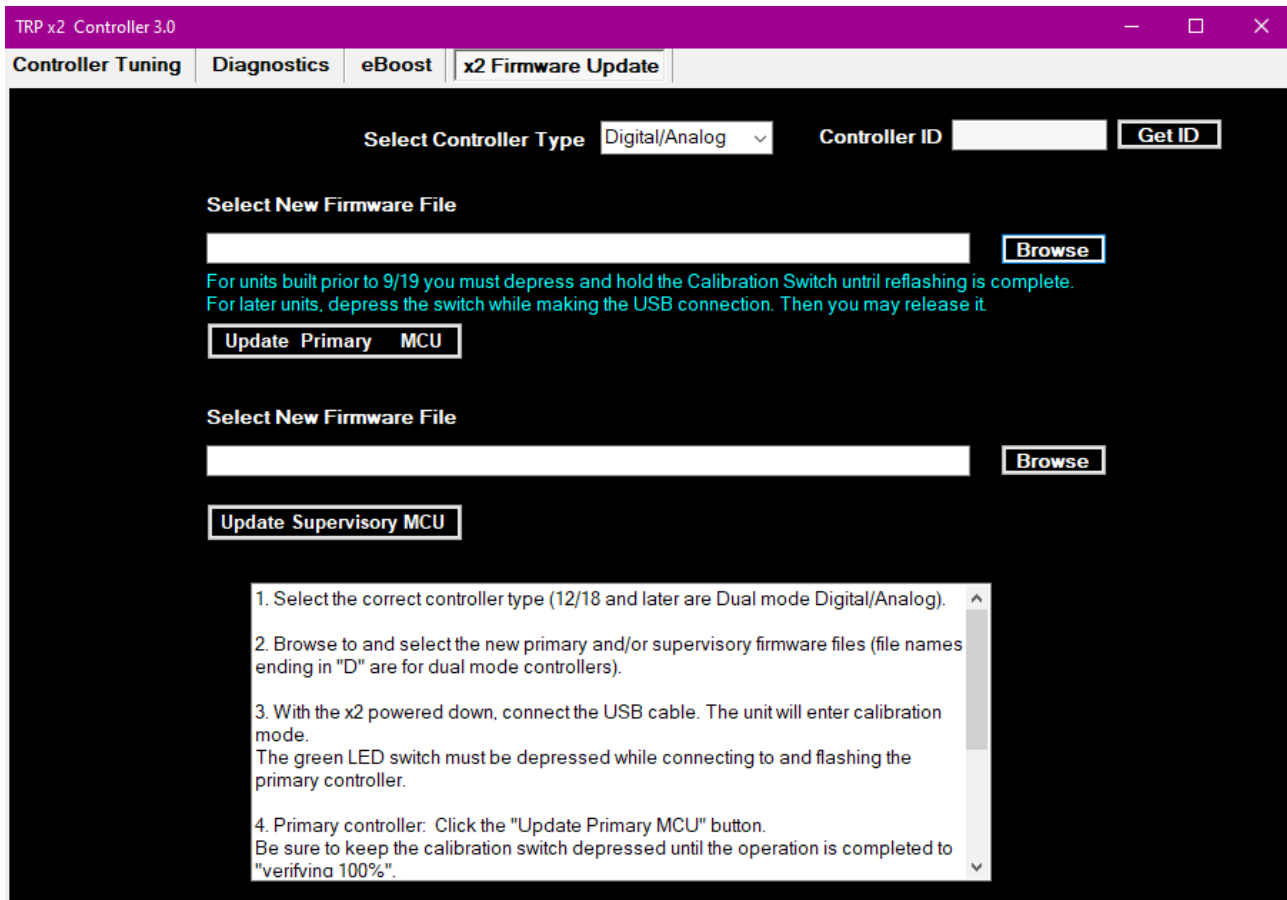 TRP x2 Controller 3.0
Controller Tuning Diagnostics eBoost x2 Firmware Update
Select Controller Type Digital/Analog Controller ID Get ID
Select New Firmware File
Browse
For units built prior to 9/19 you must depress and hold the Calibration Switch untril reflashing is complete.
For later units, depress the switch while making the USB connection. Then you may release it.
Update Primary MCU
Select New Firmware File
Browse
Update Supervisory MCU
1. Select the correct controller type (12/18 and later are Dual mode Digital/Analog).
2. Browse to and select the new primary and/or supervisory firmware files (file names
ending in "D" are for dual mode controllers).
3. With the x2 powered down, connect the USB cable. The unit will enter calibration
mode.
The green LED switch must be depressed while connecting to and flashing the
primary controller.
4. Primary controller: Click the "Update Primary MCU" button.
Be sure to keep the calibration switch depressed until the operation is completed to
"verifying 100%".